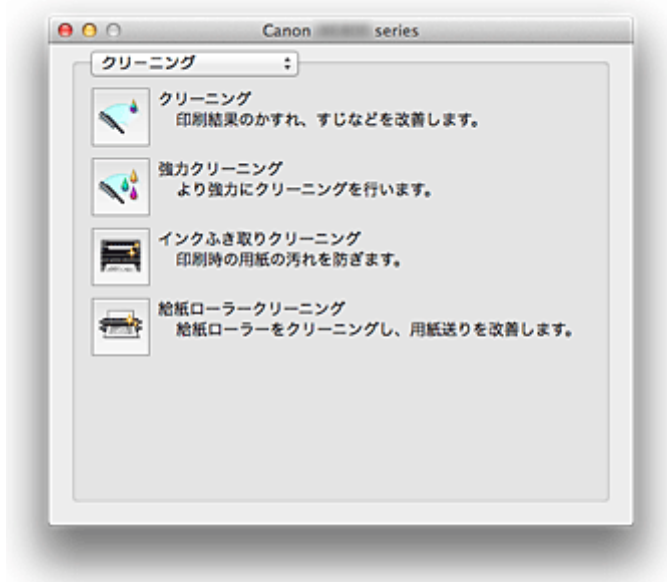 Canon series
クリーニング
クリーニング
印刷結果のかすれ、すじなどを改善します。
強力クリーニング
より強力にクリーニングを行います。
インクふき取りクリーニング
印刷時の用紙の汚れを防ぎます。
給紙ローラークリーニング
給紙ローラーをクリーニングし、用紙送りを改善します。